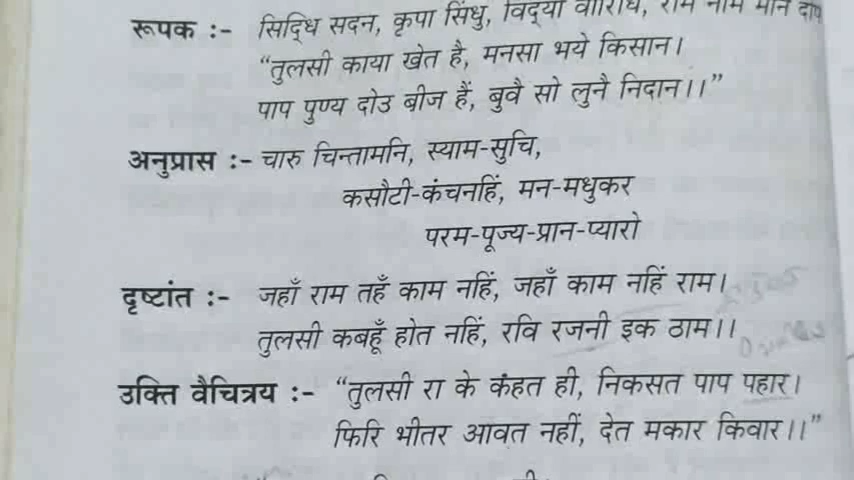 रूपक :- सिद्धि सदन, कृपा सिंधु, विद्या वारिधि, राम नाम मनि दीप
“तुलसी काया खेत है, मनसा भये किसान।
पाप पुण्य दोउ बीज हैं, बुवै सो लुनै निदान।।”
अनुप्रास :- चारु चिन्तामनि, स्याम-सुचि,
कसौटी-कंचनहिं, मन-मधुकर
परम-पूज्य-प्रान-प्यारो
दृष्टांत :- जहाँ राम तहँ काम नहिं, जहाँ काम नहिं राम।
तुलसी कबहूँ होत नहिं, रवि रजनी इक ठाम।।
उक्ति वैचित्रय :- “तुलसी रा के कंहत ही, निकसत पाप पहार।
फिरि भीतर आवत नहीं, देत मकार किवार।।”